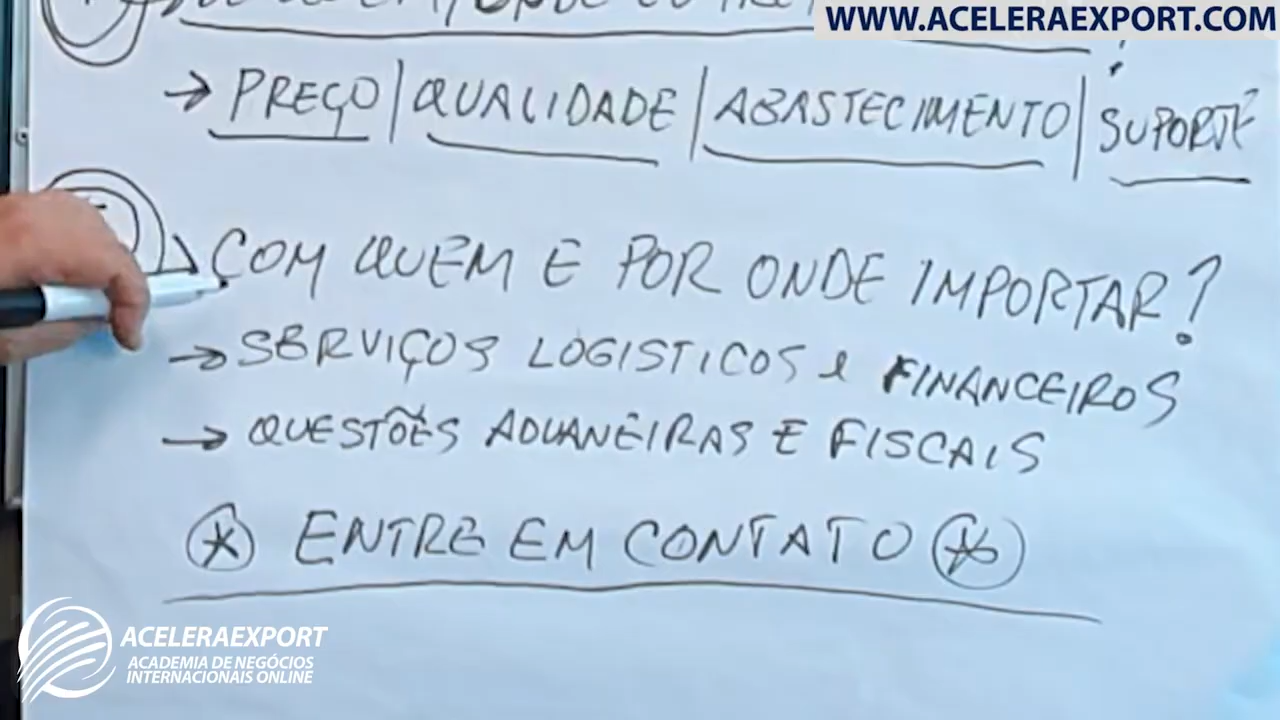 WWW.ACELERAEXPORT.COM
→ PREÇO | QUALIDADE | ABASTECIMENTO | SUPORTE
COM QUEM E POR ONDE IMPORTAR?
→ SERVIÇOS LOGISTICOS e FINANCEIROS
→ QUESTÕES ADUANEIRAS E FISCAIS
* ENTRE EM CONTATO *
ACELERAEXPORT
ACADEMIA DE NEGÓCIOS
INTERNACIONAIS ONLINE